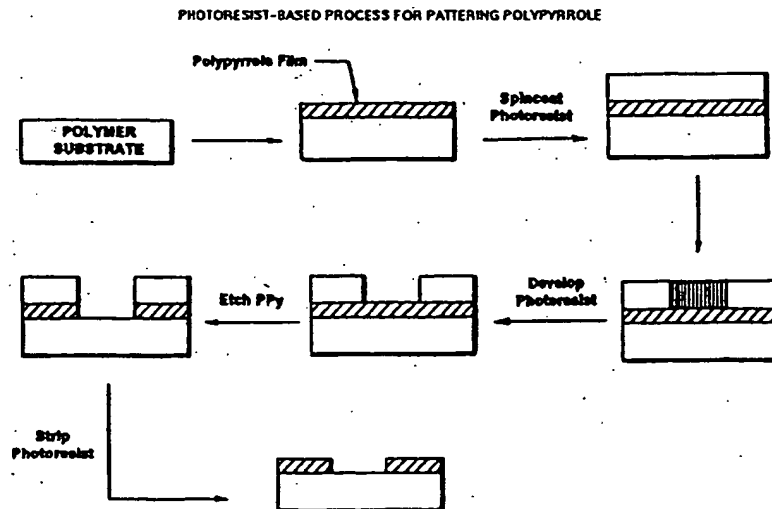 PHOTORESIST-BASED PROCESS FOR PATTERING POLYPYRROLE
Polypyrrole Film
POLYMER
SUBSTRATE
Spincoat
Photoresist
Develop
Photoresist
Etch PPy
Strip
Photoresist